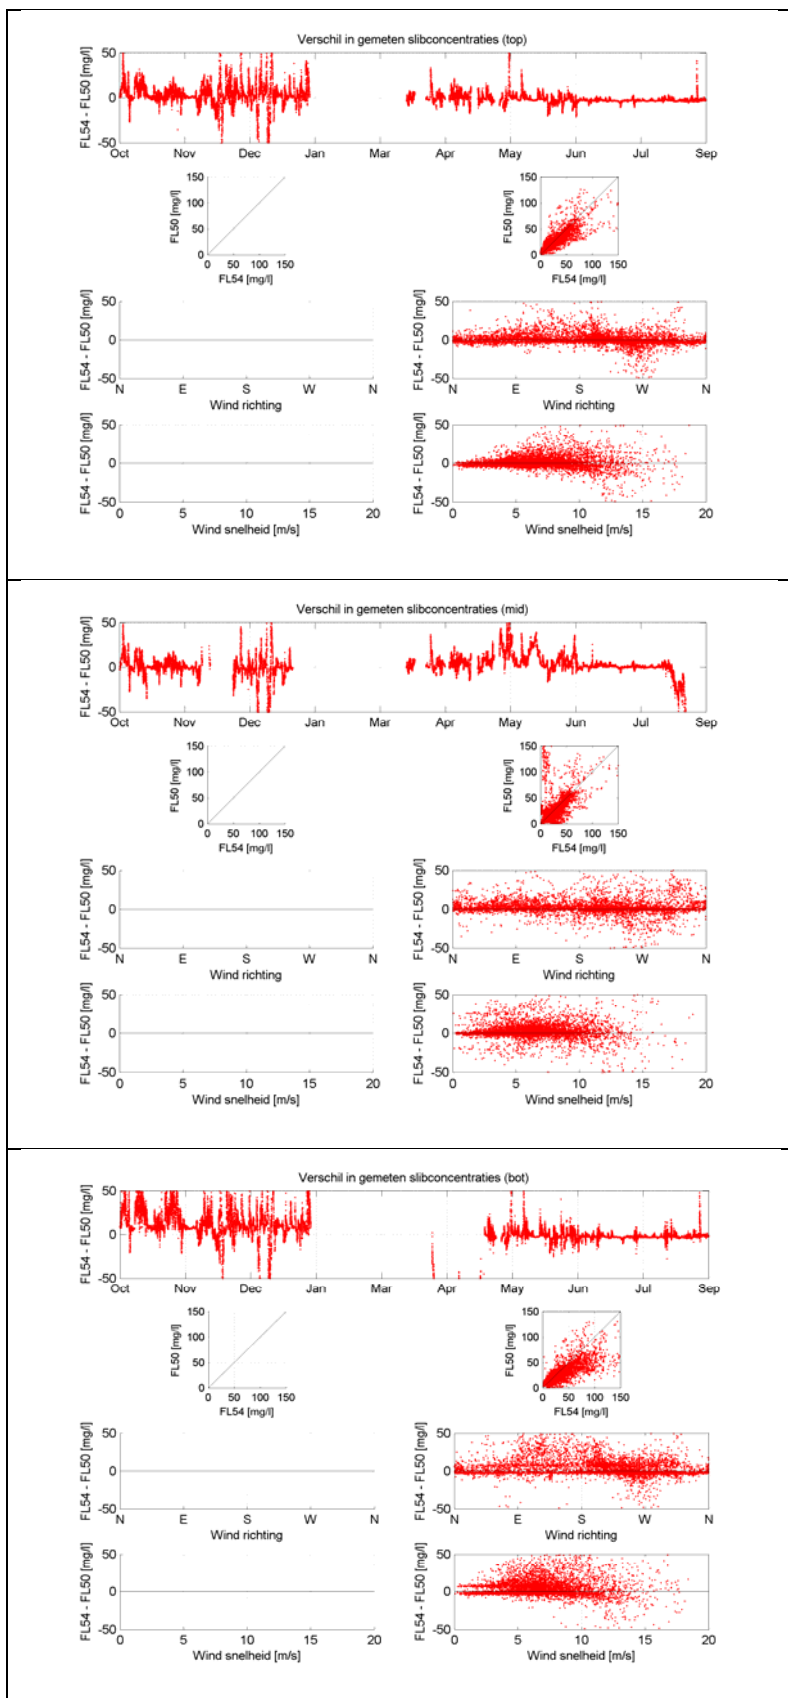 Verschil in gemeten slibconcentraties (top)
FL54 - FL50 [mg/l]
50
0
-50
Oct Nov Dec Jan Mar Apr May Jun Jul Sep
FL50 [mg/l]
150
100
50
0
0 50 100 150
FL54 [mg/l]
FL50 [mg/l]
150
100
50
0
0 50 100 150
FL54 [mg/l]
FL54 - FL50 [mg/l]
50
0
-50
N E S W N
Wind richting
FL54 - FL50 [mg/l]
50
0
-50
N E S W N
Wind richting
FL54 - FL50 [mg/l]
50
0
-50
0 5 10 15 20
Wind snelheid [m/s]
FL54 - FL50 [mg/l]
50
0
-50
0 5 10 15 20
Wind snelheid [m/s]
Verschil in gemeten slibconcentraties (mid)
FL54 - FL50 [mg/l]
50
0
-50
Oct Nov Dec Jan Mar Apr May Jun Jul Sep
FL50 [mg/l]
150
100
50
0
0 50 100 150
FL54 [mg/l]
FL50 [mg/l]
150
100
50
0
0 50 100 150
FL54 [mg/l]
FL54 - FL50 [mg/l]
50
0
-50
N E S W N
Wind richting
FL54 - FL50 [mg/l]
50
0
-50
N E S W N
Wind richting
FL54 - FL50 [mg/l]
50
0
-50
0 5 10 15 20
Wind snelheid [m/s]
FL54 - FL50 [mg/l]
50
0
-50
0 5 10 15 20
Wind snelheid [m/s]
Verschil in gemeten slibconcentraties (bot)
FL54 - FL50 [mg/l]
50
0
-50
Oct Nov Dec Jan Mar Apr May Jun Jul Sep
FL50 [mg/l]
150
100
50
0
0 50 100 150
FL54 [mg/l]
FL50 [mg/l]
150
100
50
0
0 50 100 150
FL54 [mg/l]
FL54 - FL50 [mg/l]
50
0
-50
N E S W N
Wind richting
FL54 - FL50 [mg/l]
50
0
-50
N E S W N
Wind richting
FL54 - FL50 [mg/l]
50
0
-50
0 5 10 15 20
Wind snelheid [m/s]
FL54 - FL50 [mg/l]
50
0
-50
0 5 10 15 20
Wind snelheid [m/s]